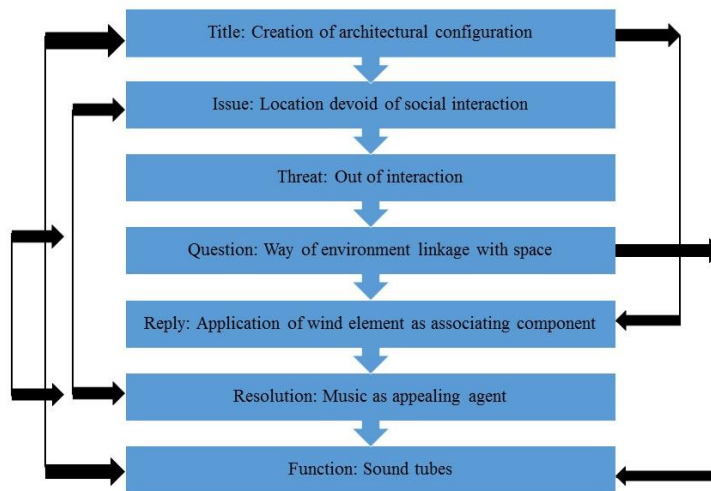 Title: Creation of architectural configuration
Issue: Location devoid of social interaction
Threat: Out of interaction
Question: Way of environment linkage with space
Reply: Application of wind element as associating component
Resolution: Music as appealing agent
Function: Sound tubes